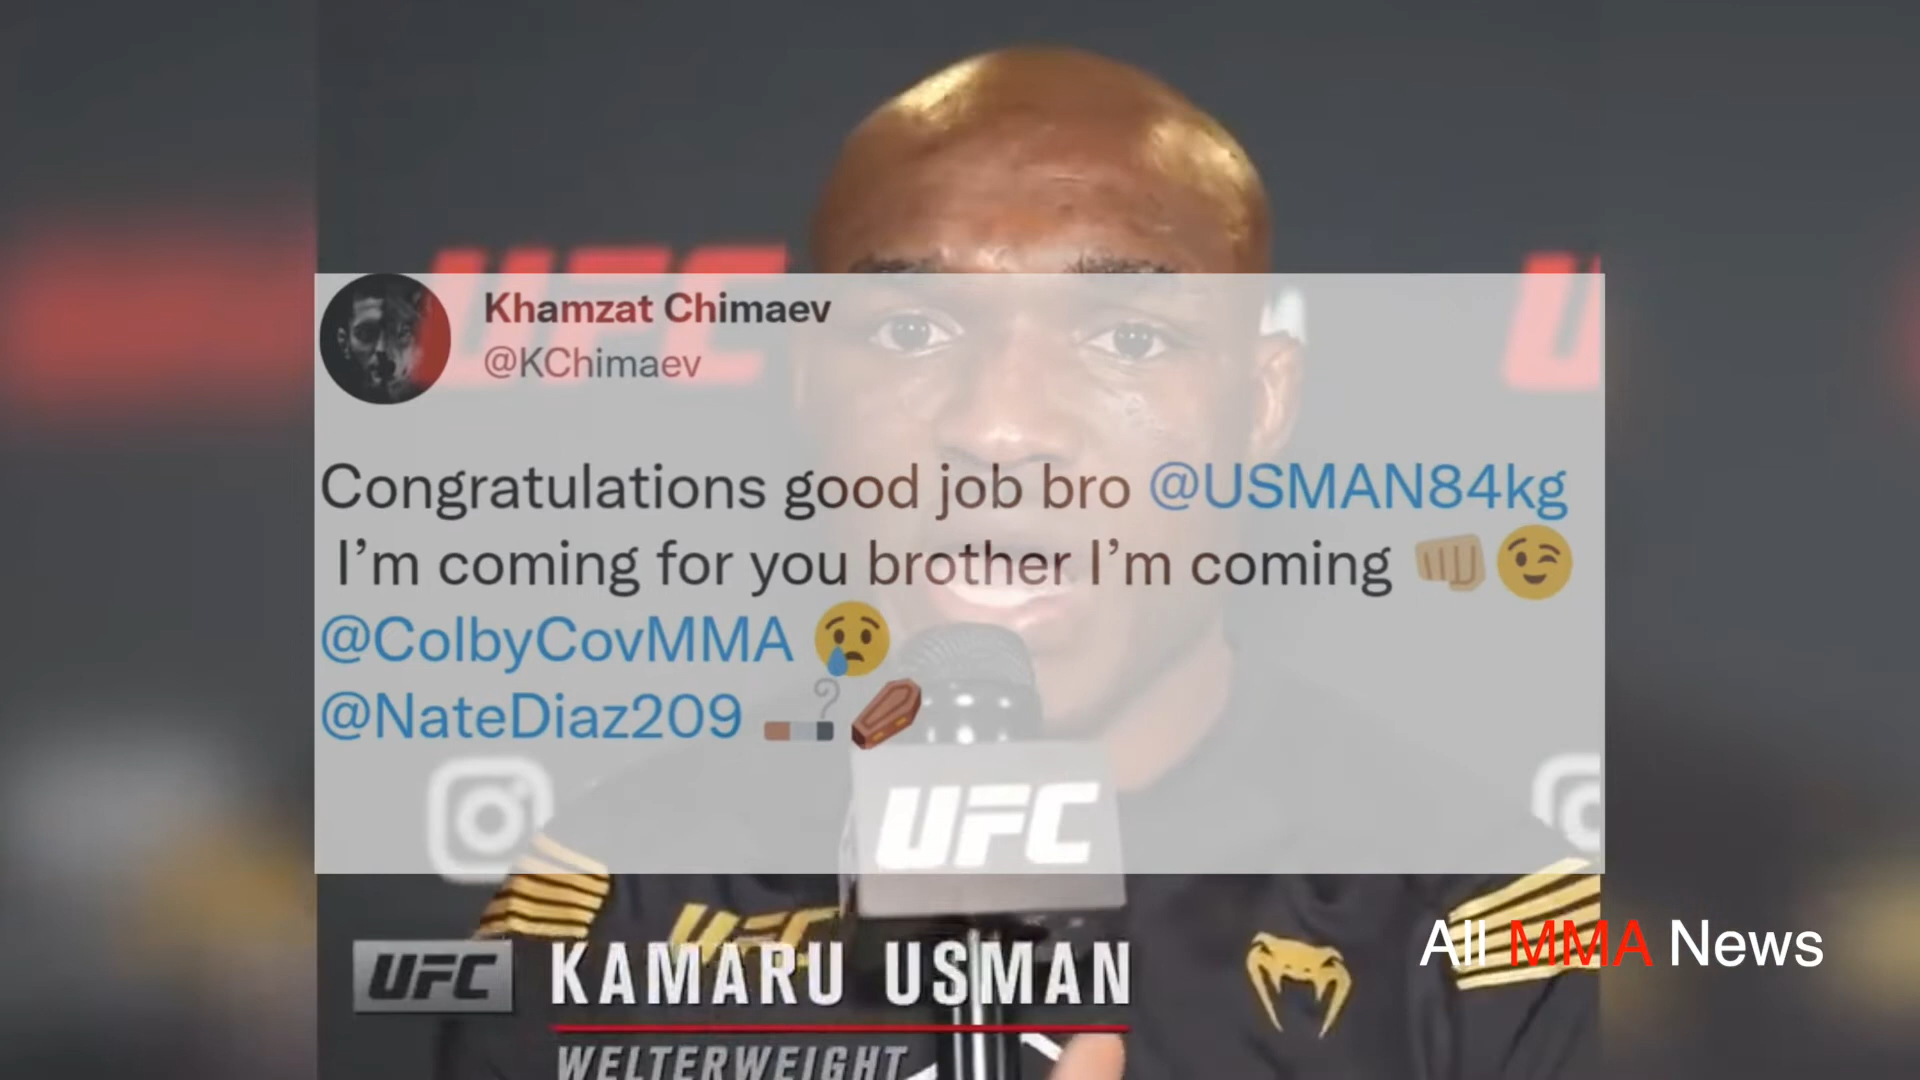 UFC
U
Khamzat Chimaev
@KChimaev
Congratulations good job bro @USMAN84kg
I’m coming for you brother I’m coming 👊🏼😉
@ColbyCovMMA 😢
@NateDiaz209 🚬⚰️
UFC
UFC
All MMA News
UFC
KAMARU USMAN
WELTERWEIGHT